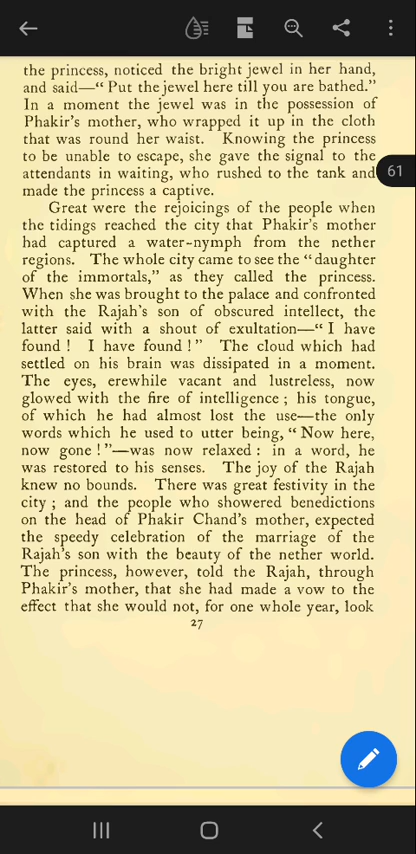 the princess, noticed the bright jewel in her hand,
and said—“ Put the jewel here till you are bathed.”
In a moment the jewel was in the possession of
Phakir's mother, who wrapped it up in the cloth
that was round her waist. Knowing the princess
to be unable to escape, she gave the signal to the
attendants in waiting, who rushed to the tank and
made the princess a captive.
61
Great were the rejoicings of the people when
the tidings reached the city that Phakir's mother
had captured a water-nymph from the nether
regions. The whole city came to see the “ daughter
of the immortals,” as they called the princess.
When she was brought to the palace and confronted
with the Rajah's son of obscured intellect, the
latter said with a shout of exultation—“ I have
found ! I have found ! ” The cloud which had
settled on his brain was dissipated in a moment.
The eyes, erewhile vacant and lustreless, now
glowed with the fire of intelligence ; his tongue,
of which he had almost lost the use—the only
words which he used to utter being, “ Now here,
now gone ! ”—was now relaxed : in a word, he
was restored to his senses. The joy of the Rajah
knew no bounds. There was great festivity in the
city ; and the people who showered benedictions
on the head of Phakir Chand's mother, expected
the speedy celebration of the marriage of the
Rajah's son with the beauty of the nether world.
The princess, however, told the Rajah, through
Phakir's mother, that she had made a vow to the
effect that she would not, for one whole year, look
27